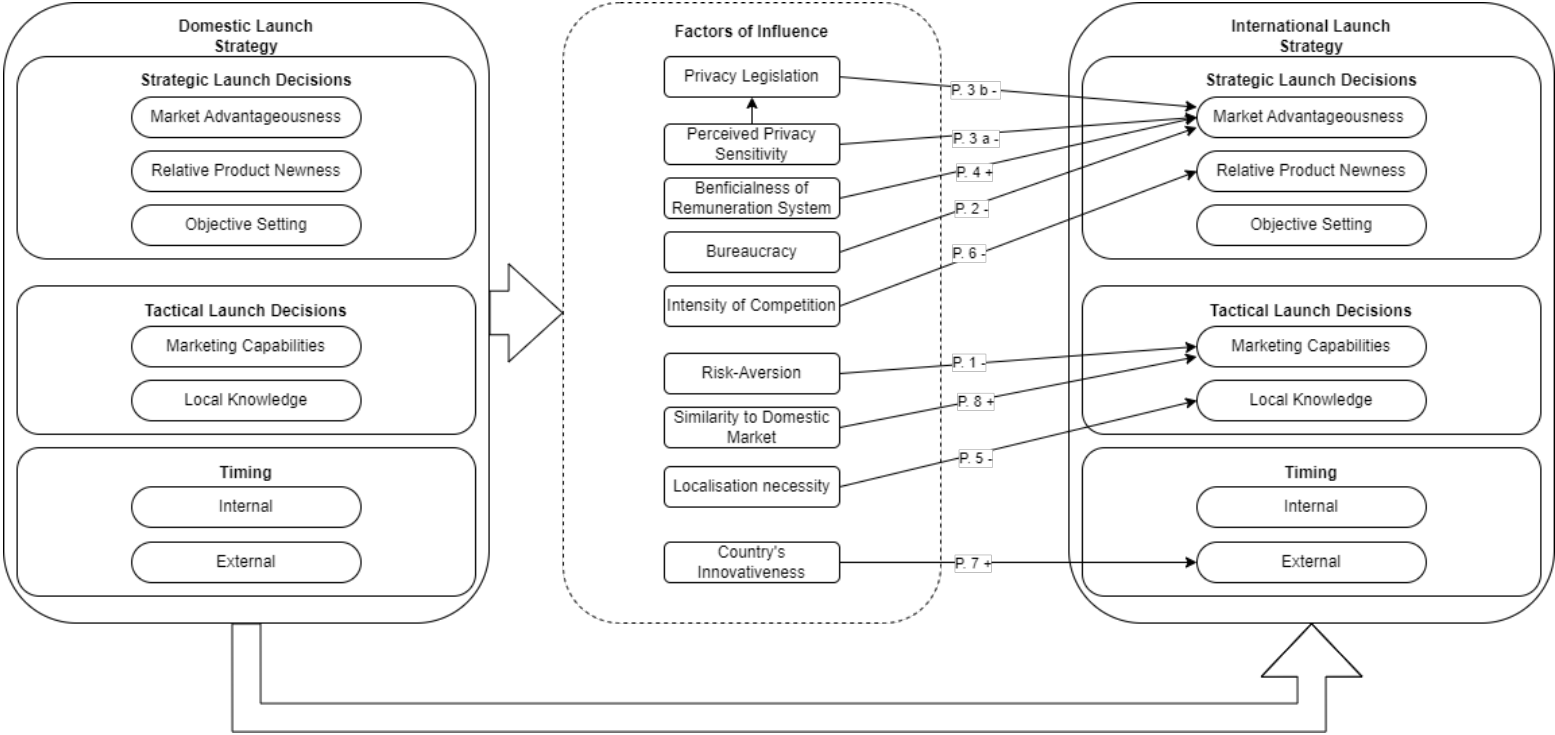 Domestic Launch
Strategy
Strategic Launch Decisions
Market Advantageousness
Relative Product Newness
Objective Setting
Tactical Launch Decisions
Marketing Capabilities
Local Knowledge
Timing
Internal
External
Factors of Influence
Privacy Legislation
Perceived Privacy
Sensitivity
Benficialness of
Remuneration System
Bureaucracy
Intensity of Competition
Risk-Aversion
Similarity to Domestic
Market
Localisation necessity
Country's
Innovativeness
P. 3 b -
P. 3 a -
P. 4 +
P. 2 -
P. 6 -
P. 1 -
P. 8 +
P. 5 -
P. 7 +
International Launch
Strategy
Strategic Launch Decisions
Market Advantageousness
Relative Product Newness
Objective Setting
Tactical Launch Decisions
Marketing Capabilities
Local Knowledge
Timing
Internal
External